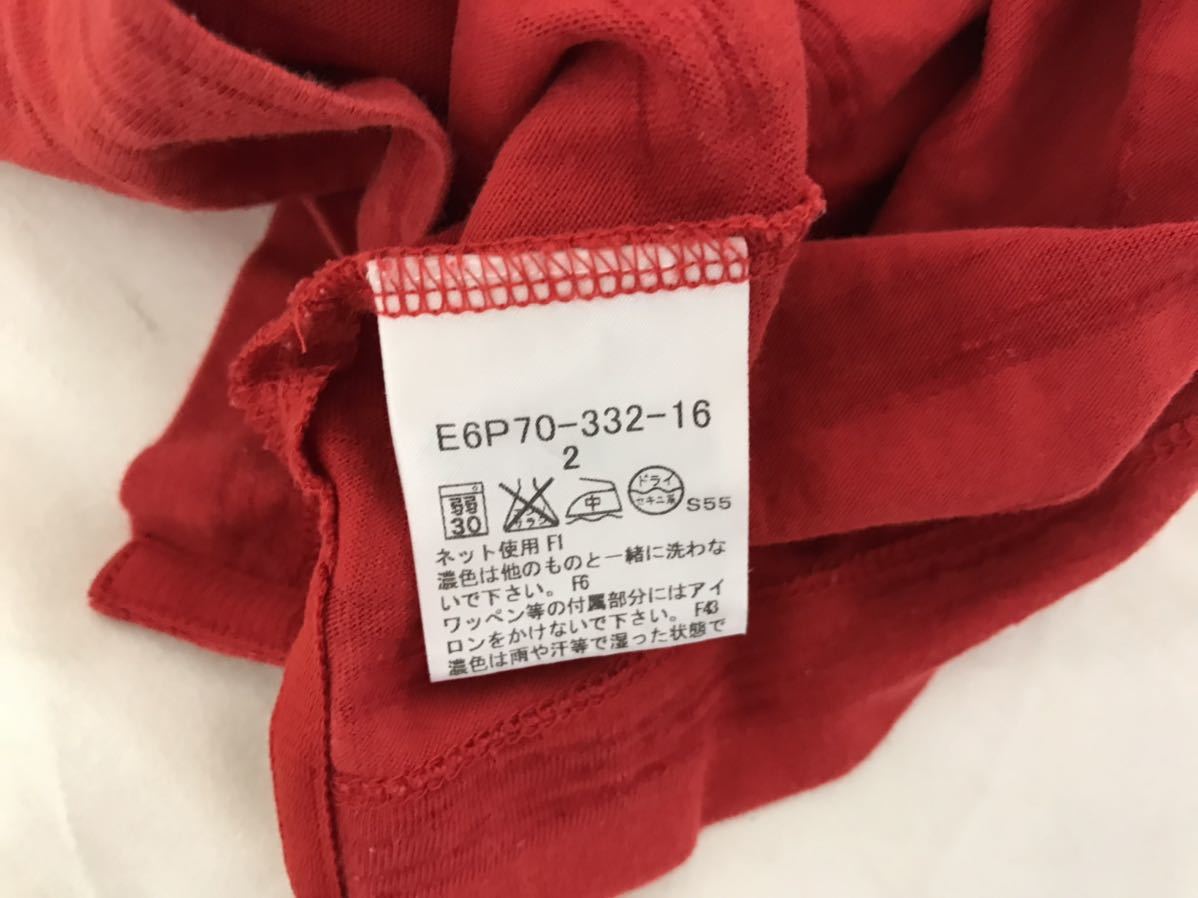 E6P70-332-16
2
弱 30 中 ドライ セキユ系 S55
ネット使用 F1
濃色は他のものと一緒に洗わな
いで下さい。 F6
ワッペン等の付属部分にはアイ
ロンをかけないで下さい。 F43
濃色は雨や汗等で湿った状態で